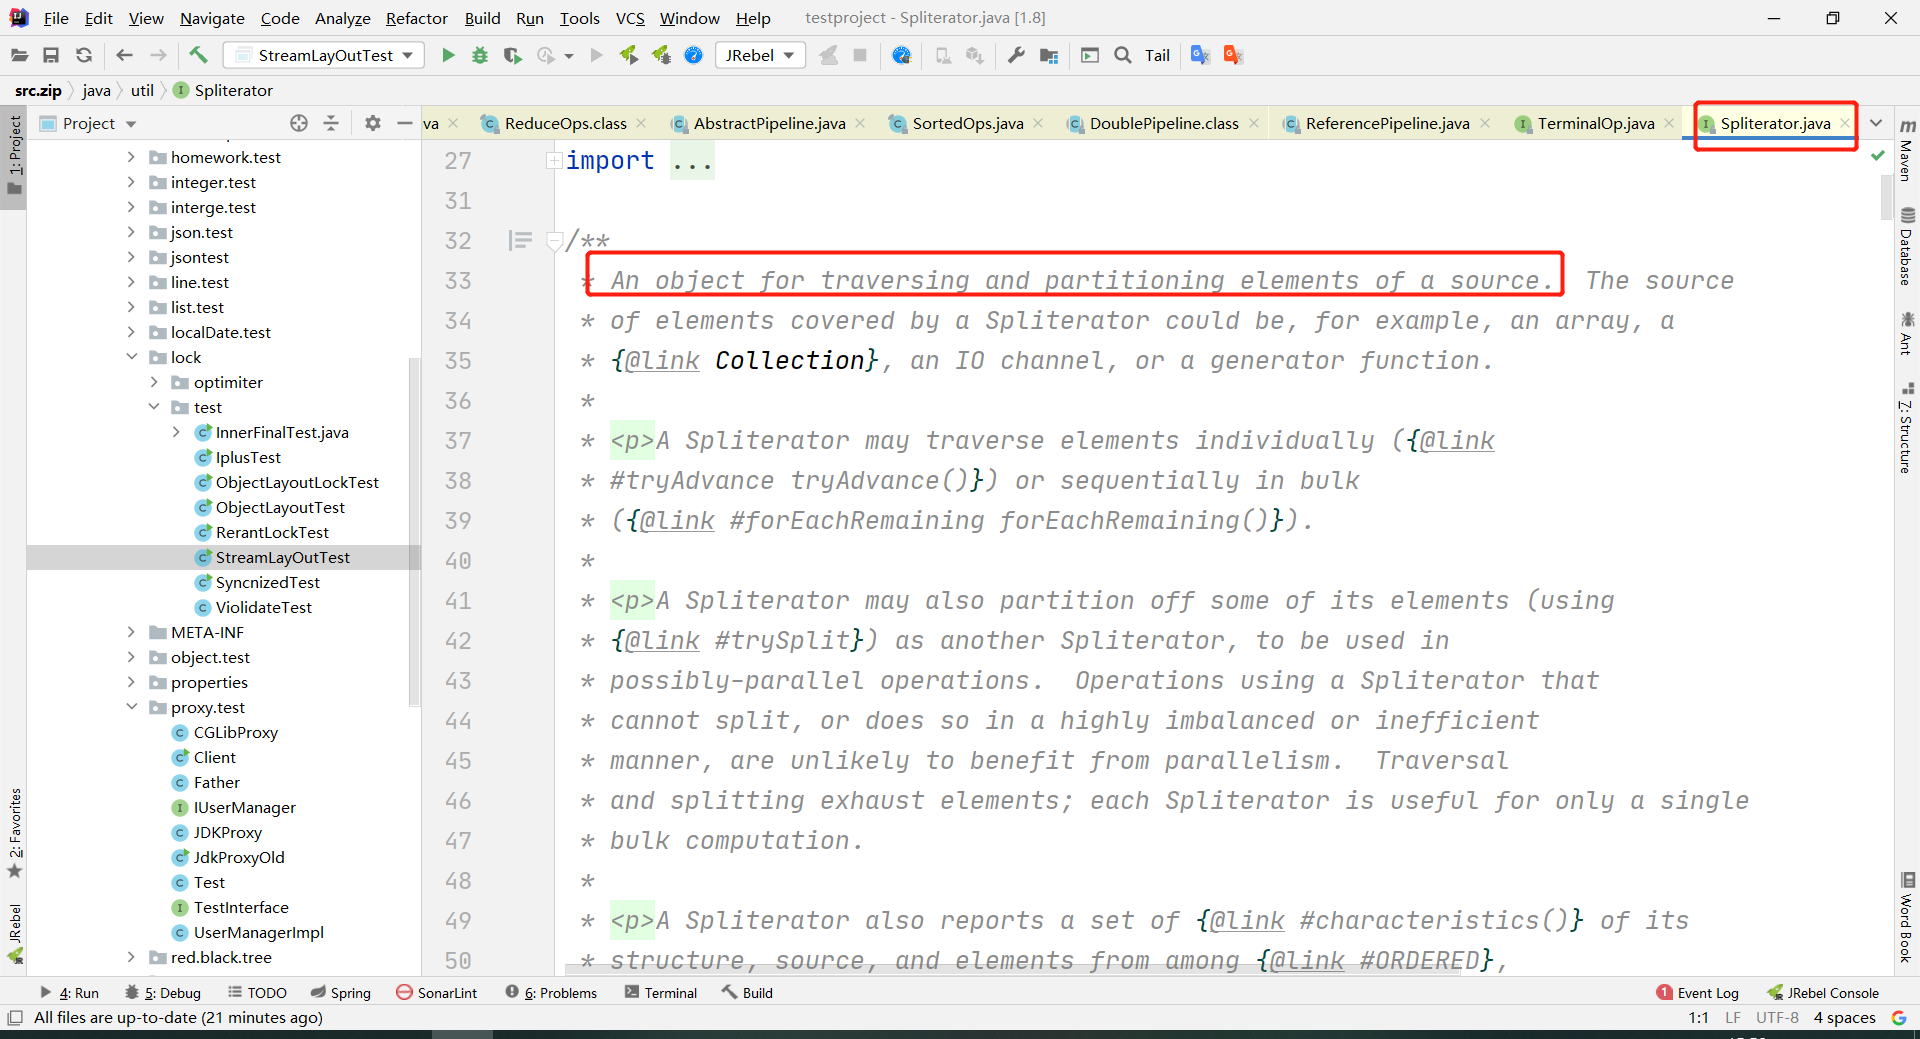 File Edit View Navigate Code Analyze Refactor Build Run Tools VCS Window Help testproject - Spliterator.java [1.8]
StreamLayOutTest JRebel Tail
src.zip java util Spliterator
Project
va ReduceOps.class AbstractPipeline.java SortedOps.java DoublePipeline.class ReferencePipeline.java TerminalOp.java Spliterator.java
1: Project
2: Favorites
JRebel
homework.test
integer.test
interge.test
json.test
jsontest
line.test
list.test
localDate.test
lock
optimiter
test
InnerFinalTest.java
IplusTest
ObjectLayoutLockTest
ObjectLayoutTest
RerantLockTest
StreamLayOutTest
SyncnizedTest
ViolidateTest
META-INF
object.test
properties
proxy.test
CGLibProxy
Client
Father
IUserManager
JDKProxy
JdkProxyOld
Test
TestInterface
UserManagerImpl
red.black.tree
27 import ...
31
32 /**
33 * An object for traversing and partitioning elements of a source.  The source
34 * of elements covered by a Spliterator could be, for example, an array, a
35 * {@link Collection}, an IO channel, or a generator function.
36 *
37 * <p>A Spliterator may traverse elements individually ({@link
38 * #tryAdvance tryAdvance()}) or sequentially in bulk
39 * ({@link #forEachRemaining forEachRemaining()}).
40 *
41 * <p>A Spliterator may also partition off some of its elements (using
42 * {@link #trySplit}) as another Spliterator, to be used in
43 * possibly-parallel operations.  Operations using a Spliterator that
44 * cannot split, or does so in a highly imbalanced or inefficient
45 * manner, are unlikely to benefit from parallelism.  Traversal
46 * and splitting exhaust elements; each Spliterator is useful for only a single
47 * bulk computation.
48 *
49 * <p>A Spliterator also reports a set of {@link #characteristics()} of its
50 * structure, source, and elements from among {@link #ORDERED},
Maven
Database
Ant
7: Structure
Word Book
4: Run 5: Debug TODO Spring SonarLint 6: Problems Terminal Build 1 Event Log JRebel Console
All files are up-to-date (21 minutes ago) 1:1 LF UTF-8 4 spaces